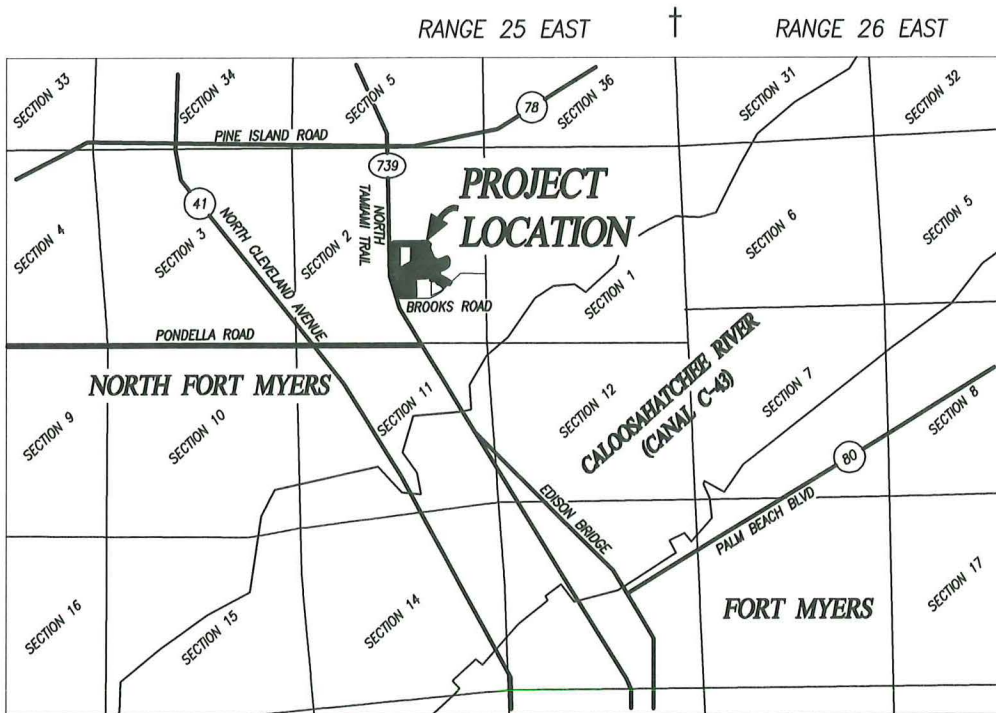 RANGE 25 EAST
RANGE 26 EAST
SECTION 33
SECTION 34
SECTION 5
SECTION 36
SECTION 31
SECTION 32
78
PINE ISLAND ROAD
739
41
NORTH
TAMIAMI TRAIL
PROJECT
LOCATION
SECTION 4
SECTION 3
SECTION 2
SECTION 1
SECTION 6
SECTION 5
NORTH CLEVELAND AVENUE
BROOKS ROAD
PONDELLA ROAD
NORTH FORT MYERS
CALOOSAHATCHEE RIVER
(CANAL C-43)
SECTION 9
SECTION 10
SECTION 11
SECTION 12
SECTION 7
SECTION 8
80
EDISON BRIDGE
PALM BEACH BLVD
FORT MYERS
SECTION 16
SECTION 15
SECTION 14
SECTION 17